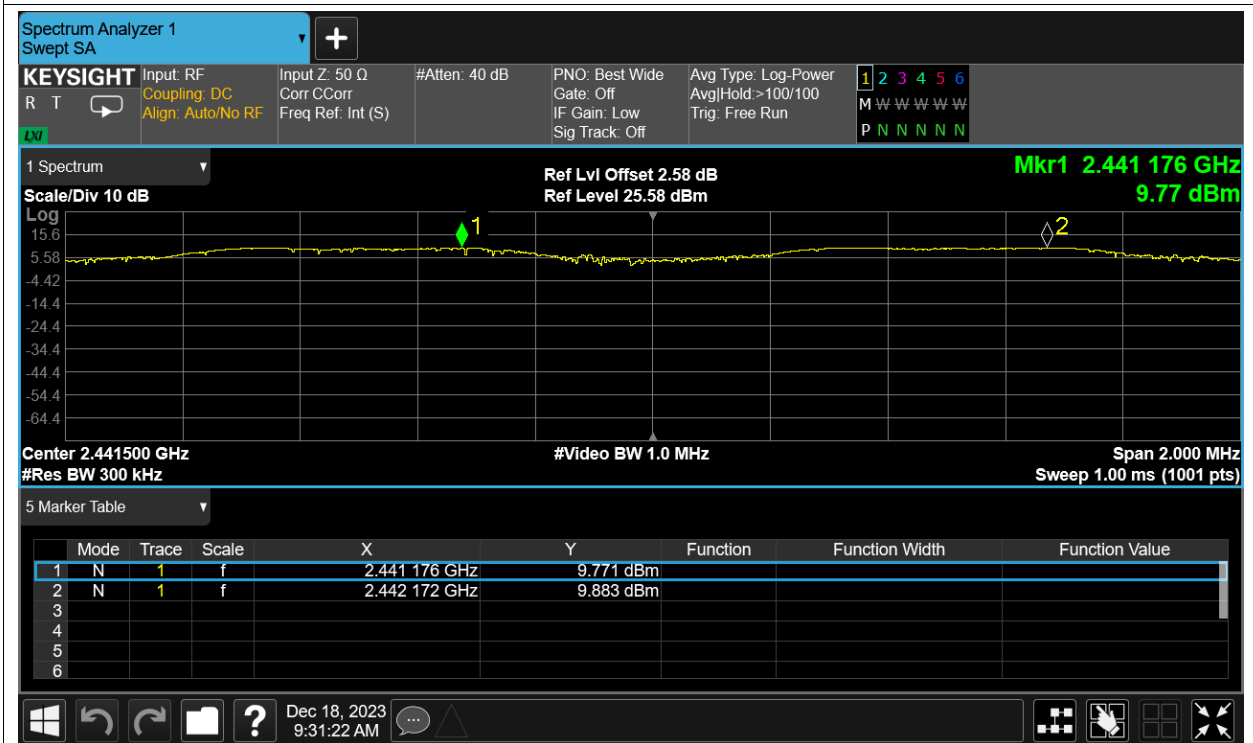 Spectrum Analyzer 1
Swept SA
KEYSIGHT
R T
LXI
Input: RF
Coupling: DC
Align: Auto/No RF
Input Z: 50 Ω
Corr CCorr
Freq Ref: Int (S)
#Atten: 40 dB
PNO: Best Wide
Gate: Off
IF Gain: Low
Sig Track: Off
Avg Type: Log-Power
Avg|Hold:>100/100
Trig: Free Run
1 2 3 4 5 6
M W W W W W
P N N N N N
1 Spectrum
Scale/Div 10 dB
Ref Lvl Offset 2.58 dB
Ref Level 25.58 dBm
Mkr1 2.441 176 GHz
9.77 dBm
Log
15.6
5.58
-4.42
-14.4
-24.4
-34.4
-44.4
-54.4
-64.4
1
2
Center 2.441500 GHz
#Video BW 1.0 MHz
Span 2.000 MHz
#Res BW 300 kHz
Sweep 1.00 ms (1001 pts)
5 Marker Table
Mode Trace Scale X Y Function Function Width Function Value
1 N 1 f 2.441 176 GHz 9.771 dBm
2 N 1 f 2.442 172 GHz 9.883 dBm
3
4
5
6
?
Dec 18, 2023
9:31:22 AM